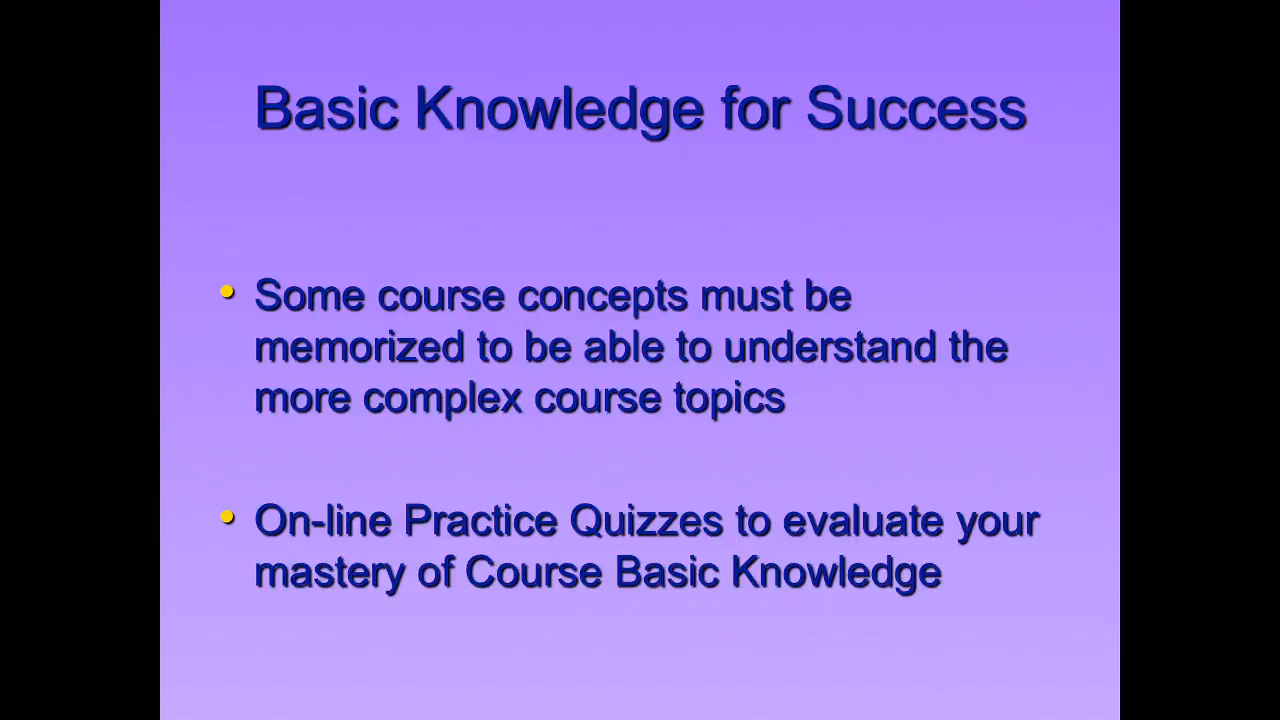 Basic Knowledge for Success
• Some course concepts must be
memorized to be able to understand the
more complex course topics
• On-line Practice Quizzes to evaluate your
mastery of Course Basic Knowledge